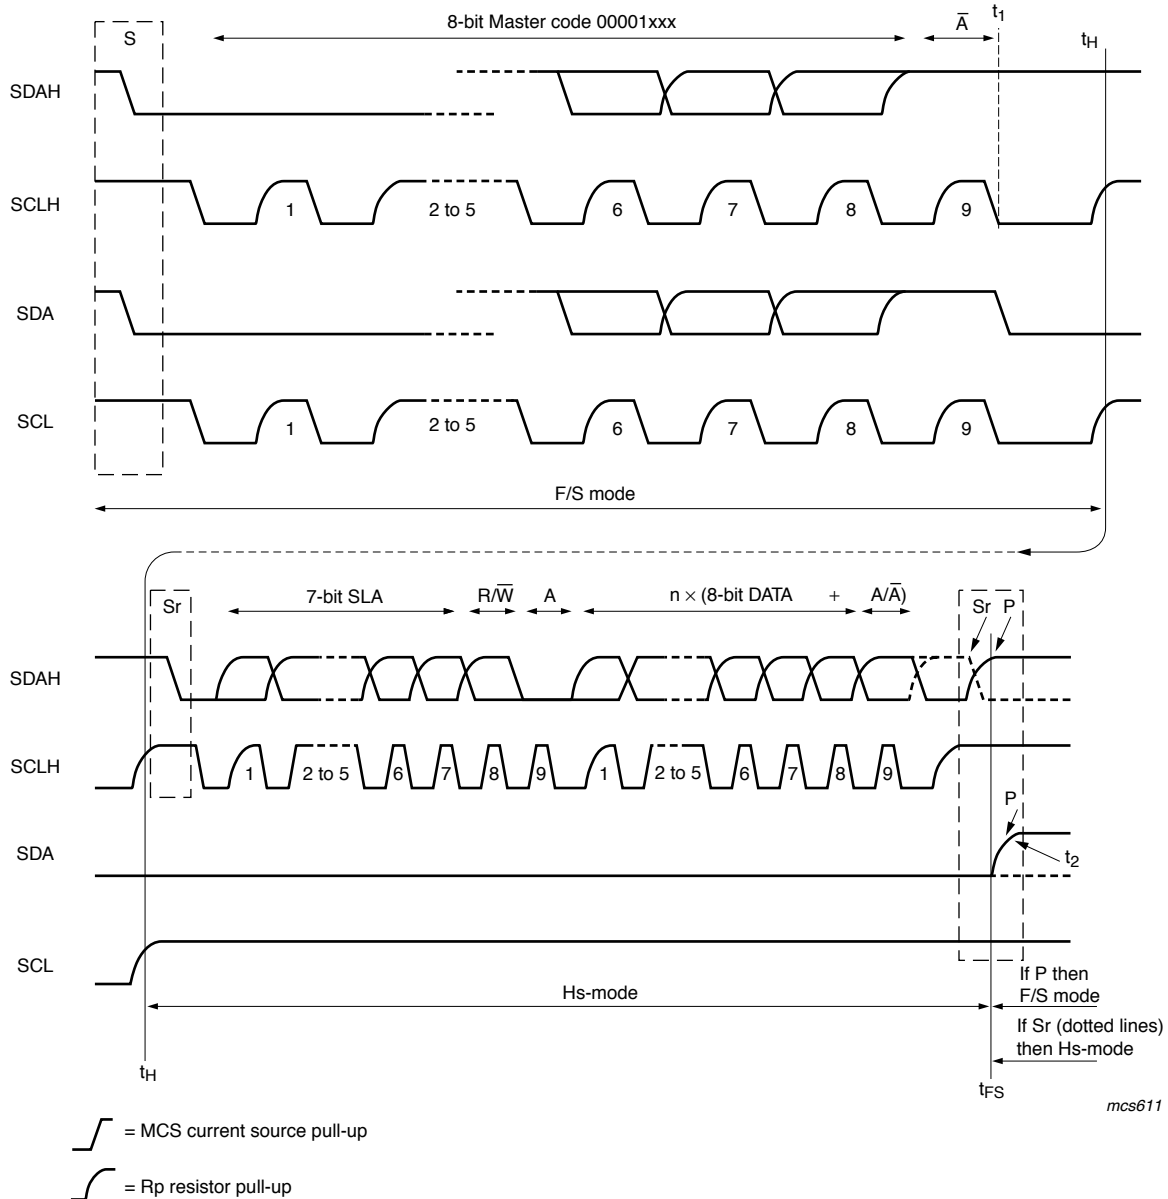 8-bit Master code 00001xxx
S
A̅
t1
tH
SDAH
SCLH
1
2 to 5
6
7
8
9
SDA
SCL
1
2 to 5
6
7
8
9
F/S mode
Sr
7-bit SLA
R/W̅
A
n × (8-bit DATA + A/A̅)
Sr P
SDAH
SCLH
1
2 to 5
6
7
8
9
1
2 to 5
6
7
8
9
P
SDA
t2
SCL
If P then
F/S mode
Hs-mode
If Sr (dotted lines)
then Hs-mode
tH
tFS
mcs611
= MCS current source pull-up
= Rp resistor pull-up